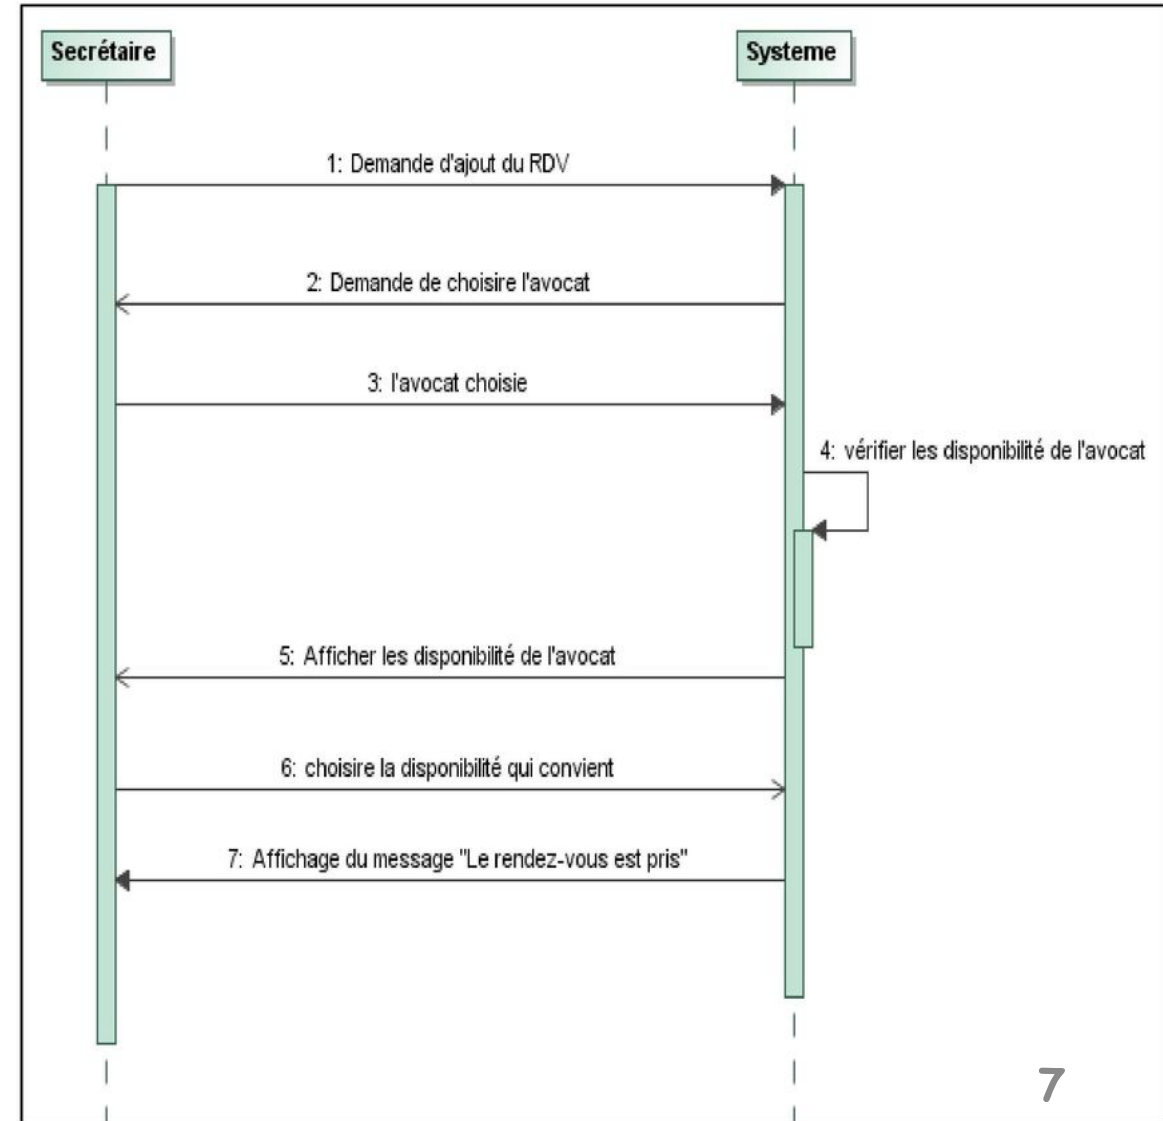 Secrétaire
Systeme
1: Demande d'ajout du RDV
2: Demande de choisire l'avocat
3: l'avocat choisie
4: vérifier les disponibilité de l'avocat
5: Afficher les disponibilité de l'avocat
6: choisire la disponibilité qui convient
7: Affichage du message "Le rendez-vous est pris"
7